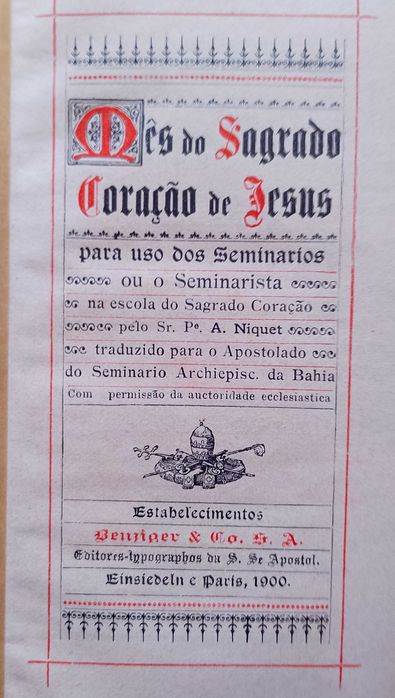 Mês do Sagrado
Coração de Jesus
para uso dos Seminarios
ou o Seminarista
na escola do Sagrado Coração
pelo Sr. Pe. A. Niquet
traduzido para o Apostolado
do Seminario Archiepisc. da Bahia
Com permissão da auctoridade ecclesiastica
Estabelecimentos
Benziger & Co. S. A.
Editores-typographos da S. Se Apostol.
Einsiedeln e Paris, 1900.